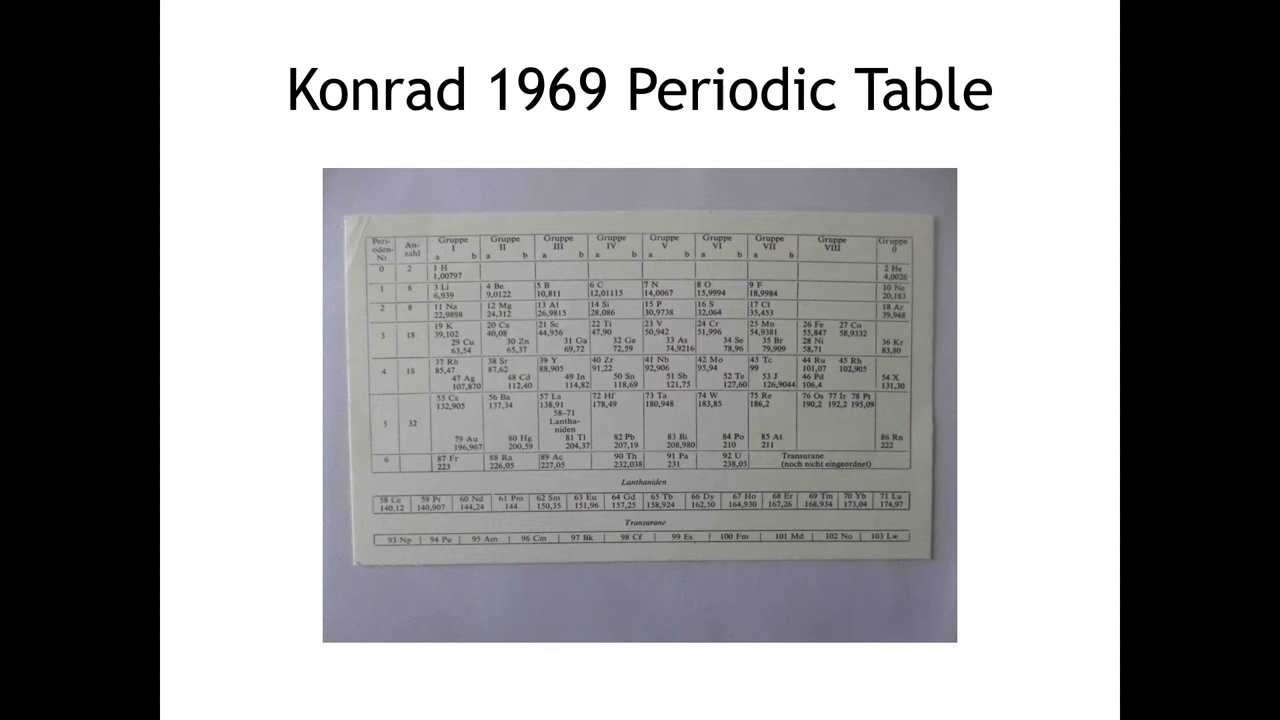 Konrad 1969 Periodic Table
Peri- oden- Nr. An- zahl Gruppe I a b Gruppe II a b Gruppe III a b Gruppe IV a b Gruppe V a b Gruppe VI a b Gruppe VII a b Gruppe VIII Gruppe 0
0 2 1 H 2 He
1,00797 4,0026
1 8 3 Li 4 Be 5 B 6 C 7 N 8 O 9 F 10 Ne
6,939 9,0122 10,811 12,01115 14,0067 15,9994 18,9984 20,183
2 8 11 Na 12 Mg 13 Al 14 Si 15 P 16 S 17 Cl 18 Ar
22,9898 24,312 26,9815 28,086 30,9738 32,064 35,453 39,948
19 K 20 Ca 21 Sc 22 Ti 23 V 24 Cr 25 Mn 26 Fe 27 Co
39,102 40,08 44,956 47,90 50,942 51,996 54,9381 55,847 58,9332
3 18 29 Cu 30 Zn 31 Ga 32 Ge 33 As 34 Se 35 Br 28 Ni 36 Kr
63,54 65,37 69,72 72,59 74,9216 78,96 79,909 58,71 83,80
37 Rb 38 Sr 39 Y 40 Zr 41 Nb 42 Mo 43 Tc 44 Ru 45 Rh
85,47 87,62 88,905 91,22 92,906 95,94 99 101,07 102,905
4 18 47 Ag 48 Cd 49 In 50 Sn 51 Sb 52 Te 53 J 46 Pd 54 X
107,870 112,40 114,82 118,69 121,75 127,60 126,9044 106,4 131,30
55 Cs 56 Ba 57 La 72 Hf 73 Ta 74 W 75 Re 76 Os 77 Ir 78 Pt
132,905 137,34 138,91 178,49 180,948 183,85 186,2 190,2 192,2 195,09
58–71
5 32 Lantha-
niden
79 Au 80 Hg 81 Tl 82 Pb 83 Bi 84 Po 85 At 86 Rn
196,967 200,59 204,37 207,19 208,980 210 211 222
6 87 Fr 88 Ra 89 Ac 90 Th 91 Pa 92 U Transurane
223 226,05 227,05 232,038 231 238,03 (noch nicht eingeordnet)
Lanthaniden
58 Ce 59 Pr 60 Nd 61 Pm 62 Sm 63 Eu 64 Gd 65 Tb 66 Dy 67 Ho 68 Er 69 Tm 70 Yb 71 Lu
140,12 140,907 144,24 144 150,35 151,96 157,25 158,924 162,50 164,930 167,26 168,934 173,04 174,97
Transurane
93 Np 94 Pu 95 Am 96 Cm 97 Bk 98 Cf 99 Es 100 Fm 101 Md 102 No 103 Lw